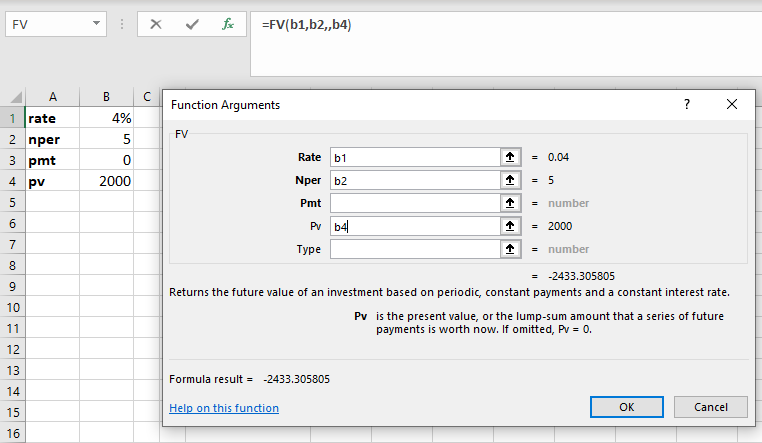 FV
fx
=FV(b1,b2,,b4)
A B C
1 rate 4%
2 nper 5
3 pmt 0
4 pv 2000
5
6
7
8
9
10
11
12
13
14
15
16
Function Arguments ? ×
FV
Rate b1 = 0.04
Nper b2 = 5
Pmt = number
Pv b4 = 2000
Type = number
= -2433.305805
Returns the future value of an investment based on periodic, constant payments and a constant interest rate.
Pv is the present value, or the lump-sum amount that a series of future
payments is worth now. If omitted, Pv = 0.
Formula result = -2433.305805
Help on this function OK Cancel